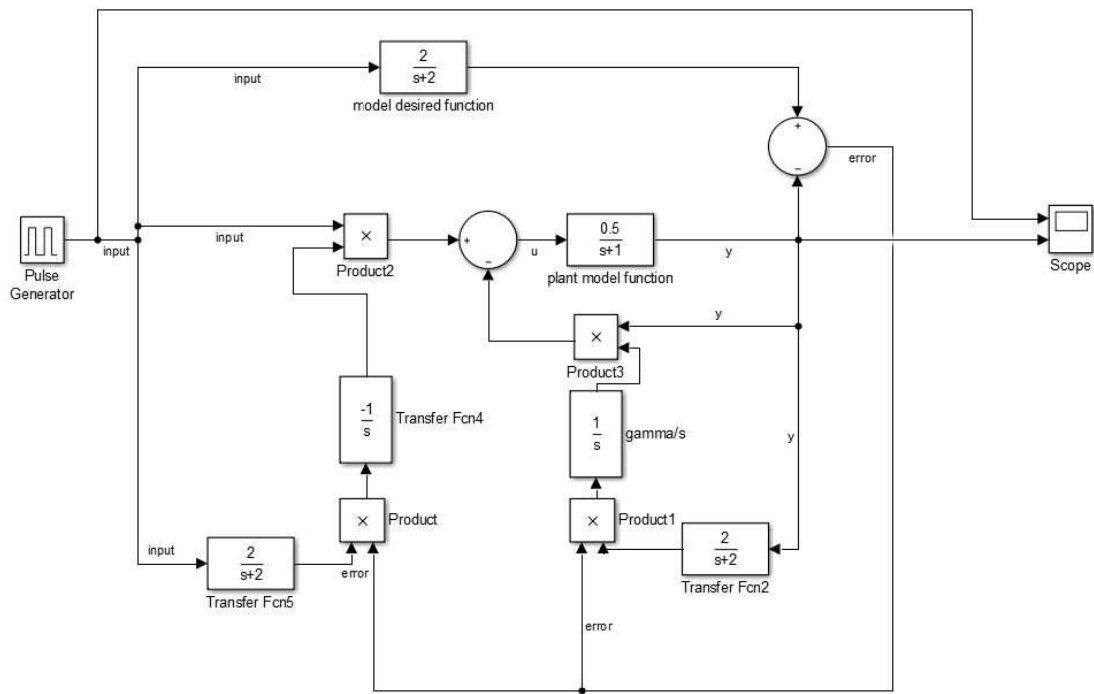 2
s+2
input
model desired function
+
−
error
input
input
Product2
+
−
u
0.5
s+1
y
plant model function
Scope
Pulse
Generator
y
Product3
-1
s
Transfer Fcn4
1
s
gamma/s
y
Product
Product1
input
2
s+2
error
2
s+2
Transfer Fcn5
Transfer Fcn2
error